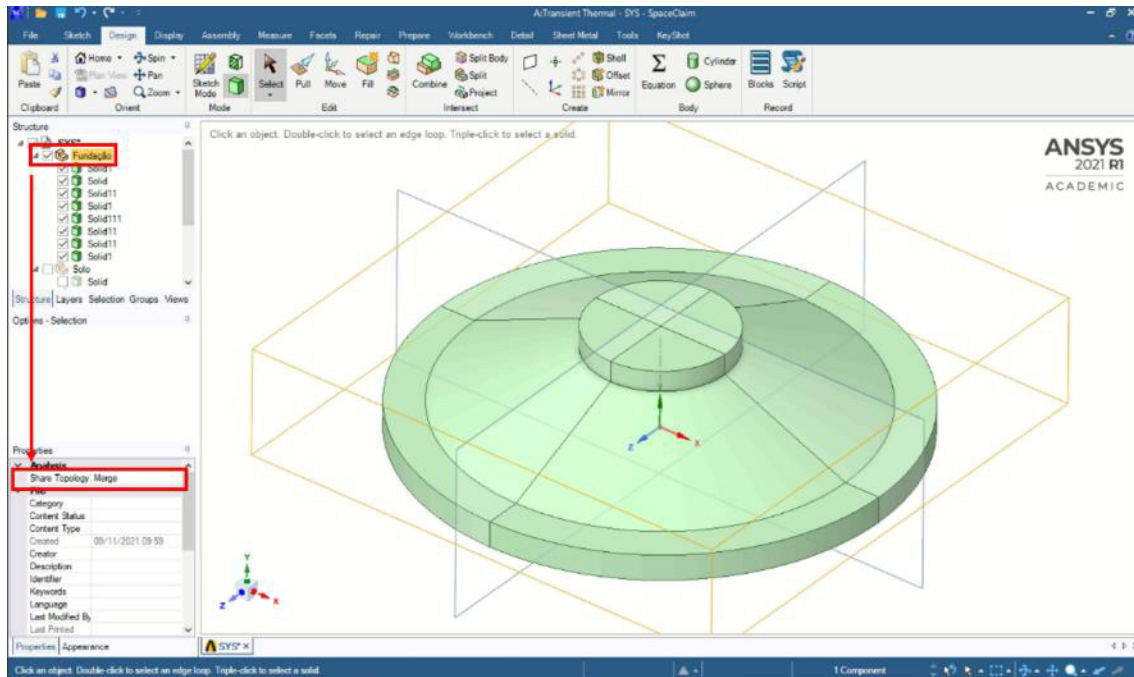 A:Transient Thermal - SYS - SpaceClaim
File Sketch Design Display Assembly Measure Facets Repair Prepare Workbench Detail Sheet Metal Tools KeyShot
Paste
Home Spin
Plan View Pan
Zoom
Sketch Mode
Select Pull Move Fill
Combine
Split Body
Split
Project
Shell
Offset
Mirror
Equation
Cylinder
Sphere
Blocks Script
Clipboard Orient Mode Edit Intersect Create Body Record
Structure
SYS*
Fundação
Solid1
Solid
Solid11
Solid1
Solid111
Solid11
Solid11
Solid1
Solo
Solid
Structure Layers Selection Groups Views
Options - Selection
Click an object. Double-click to select an edge loop. Triple-click to select a solid.
ANSYS
2021 R1
ACADEMIC
Properties
Analysis
Share Topology Merge
File
Category
Content Status
Content Type
Created 09/11/2021 09:59
Creator
Description
Identifier
Keywords
Language
Last Modified By
Last Printed
Properties Appearance
Z X
Y
Z X
SYS* ×
Click an object. Double-click to select an edge loop. Triple-click to select a solid.
1 Component